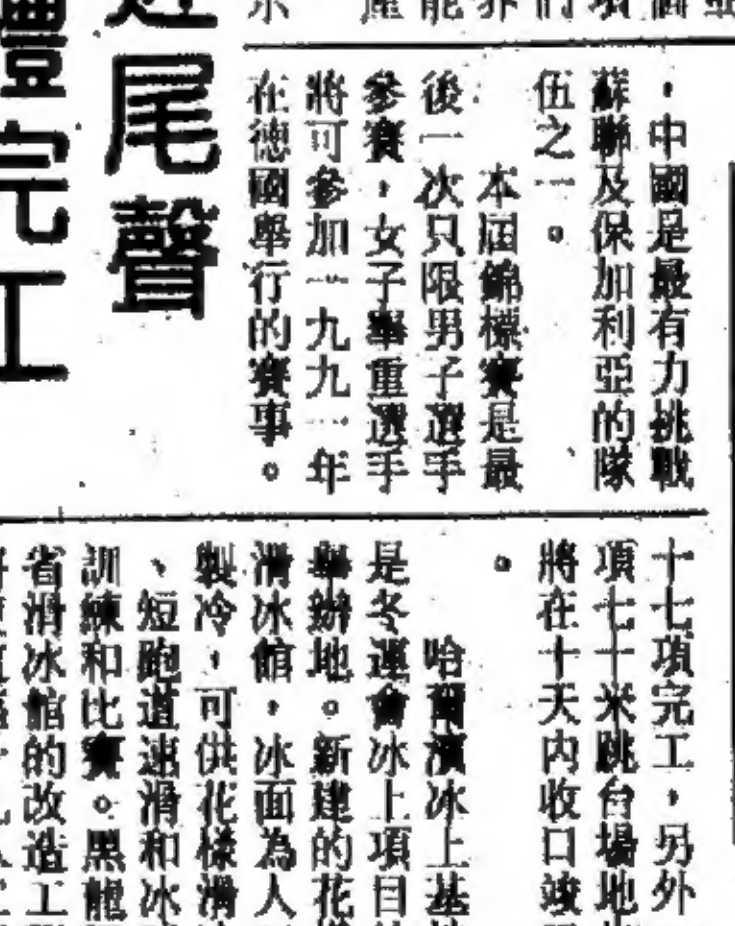 ，中國是最有力挑戰
蘇聯及保加利亞的隊
伍之一。
本屆錦標賽是最
後一次只限男子選手
參賽，女子舉重選手
將可參加一九九一年
在德國舉行的賽事。
尾聲
完工
十七項完工，另外
項七十米跳台場地
將在十天內收口竣
。
哈爾濱冰上基
是冬運會冰上項目
舉辦地。新建的花
滑冰館，冰面為人
製冷，可供花樣滑
、短跑道速滑和冰
訓練和比賽。黑龍
省滑冰館的改造工